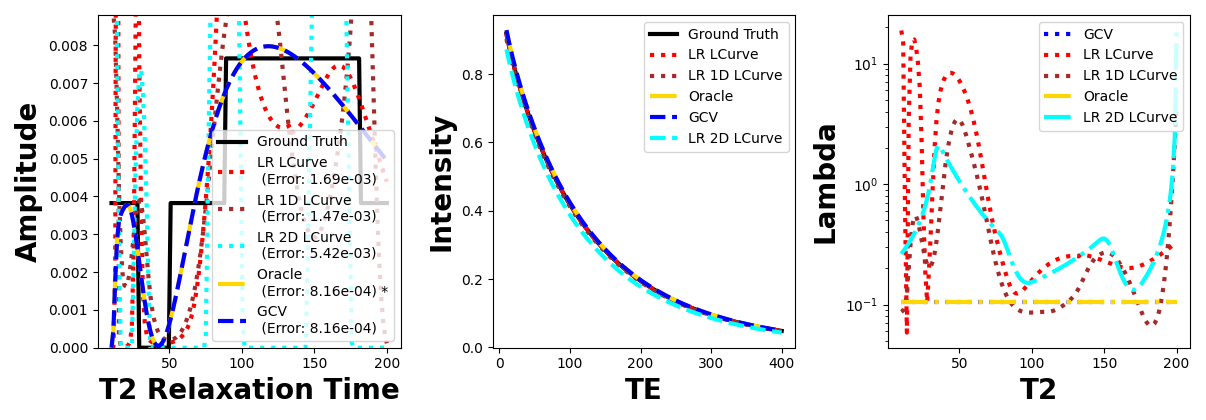 Amplitude
0.008
0.007
0.006
0.005
0.004
0.003
0.002
0.001
0.000
50
100
150
200
T2 Relaxation Time
Ground Truth
LR LCurve
(Error: 1.69e-03)
LR 1D LCurve
(Error: 1.47e-03)
LR 2D LCurve
(Error: 5.42e-03)
Oracle
(Error: 8.16e-04) *
GCV
(Error: 8.16e-04)
Intensity
0.8
0.6
0.4
0.2
0.0
0
100
200
300
400
TE
Ground Truth
LR LCurve
LR 1D LCurve
Oracle
GCV
LR 2D LCurve
Lambda
10¹
10⁰
10⁻¹
50
100
150
200
T2
GCV
LR LCurve
LR 1D LCurve
Oracle
LR 2D LCurve